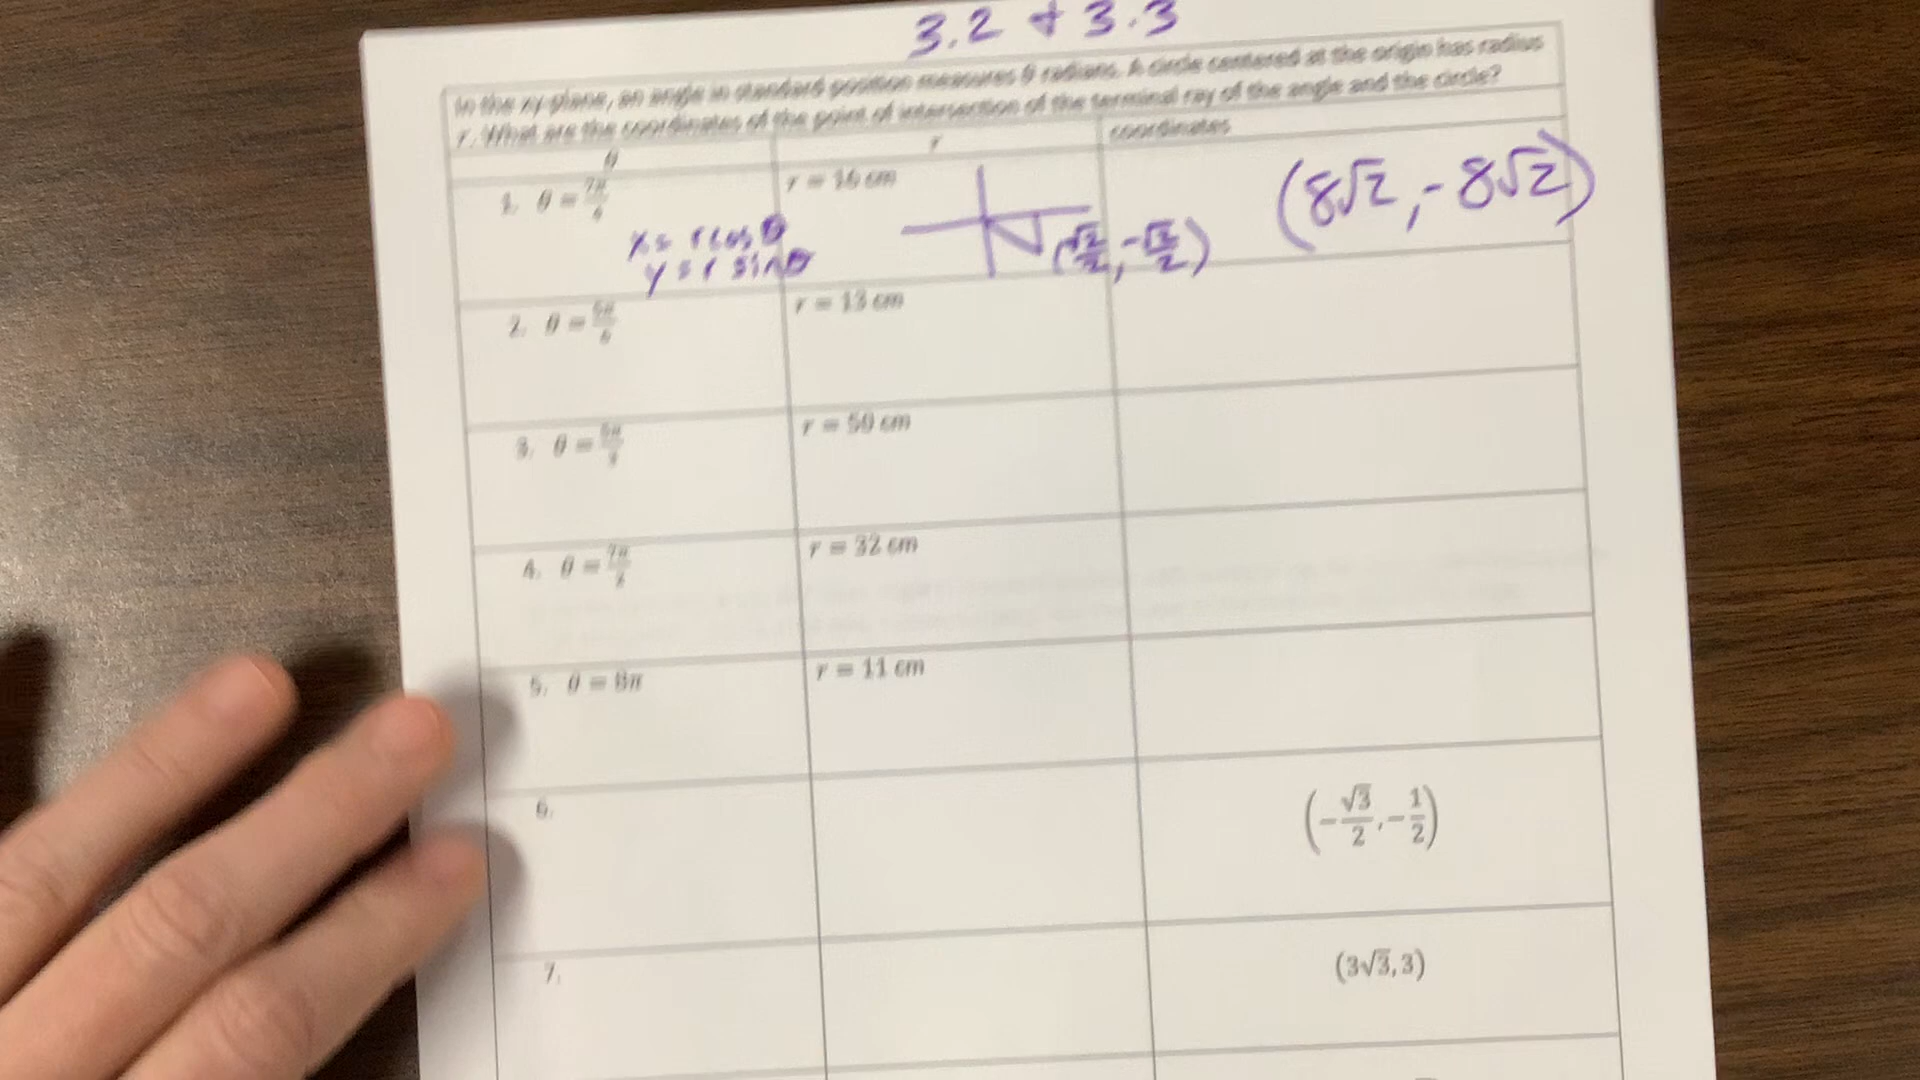 3.2 + 3.3
In the xy-plane, an angle in standard position measures θ radians. A circle centered at the origin has radius
r. What are the coordinates of the point of intersection of the terminal ray of the angle and the circle?
θ r coordinates
1. θ = r = 16 cm (√2/2, -√2/2) (8√2, -8√2)
x = r cos θ
y = r sin θ
2. θ = 5π/6 r = 13 cm
3. θ = r = 50 cm
4. θ = r = 32 cm
5. θ = 8π r = 11 cm
6. (-√3/2, -1/2)
7. (3√3, 3)